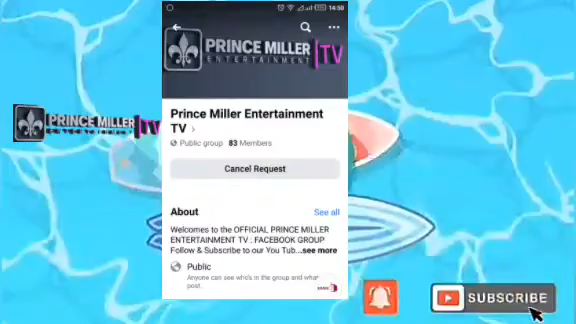 14:50
PRINCE MILLER TV
ENTERTAINMENT
Prince Miller Entertainment
TV ›
Public group 83 Members
Cancel Request
About
See all
Welcomes to the OFFICIAL PRINCE MILLER
ENTERTAINMENT TV : FACEBOOK GROUP
Follow & Subscribe to our You Tub...see more
Public
Anyone can see who's in the group and what
post.
PRINCE MILLER TV
ENTERTAINMENT
SUBSCRIBE